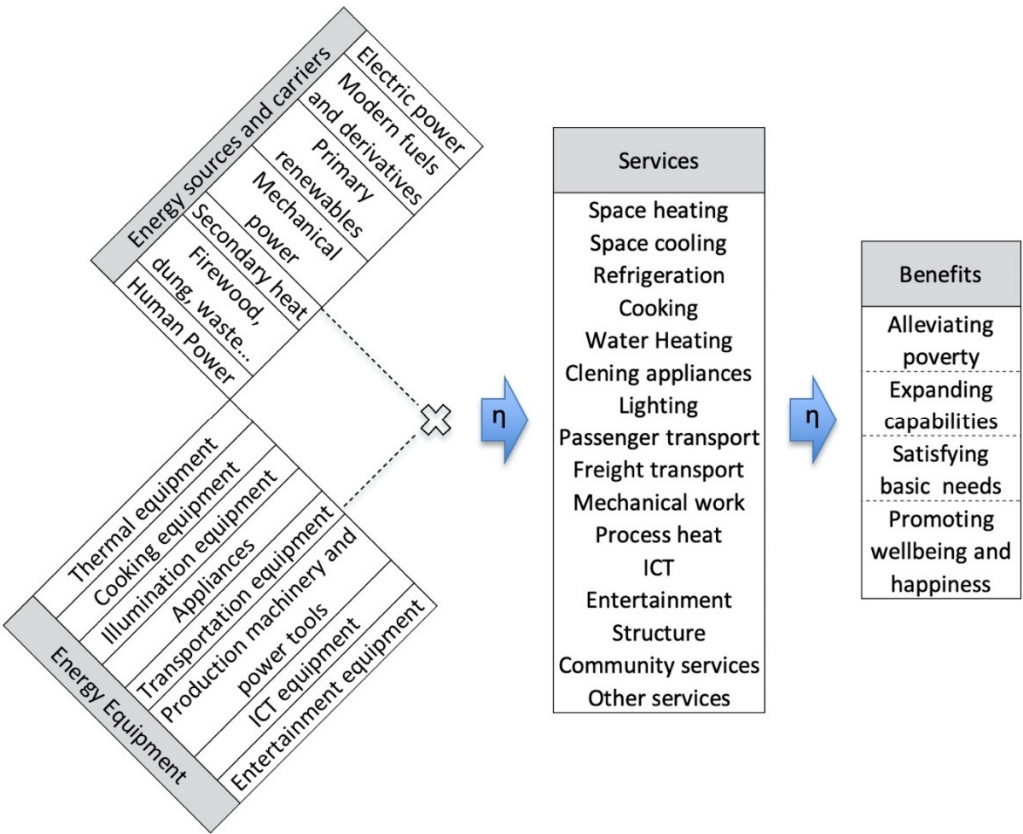 Energy sources and carriers
Electric power
Modern fuels
and derivatives
Primary
renewables
Mechanical
power
Secondary heat
Firewood,
dung, waste...
Human Power
Energy Equipment
Thermal equipment
Cooking equipment
Illumination equipment
Appliances
Transportation equipment
Production machinery and
power tools
ICT equipment
Entertainment equipment
η
Services
Space heating
Space cooling
Refrigeration
Cooking
Water Heating
Clening appliances
Lighting
Passenger transport
Freight transport
Mechanical work
Process heat
ICT
Entertainment
Structure
Community services
Other services
η
Benefits
Alleviating
poverty
Expanding
capabilities
Satisfying
basic needs
Promoting
wellbeing and
happiness